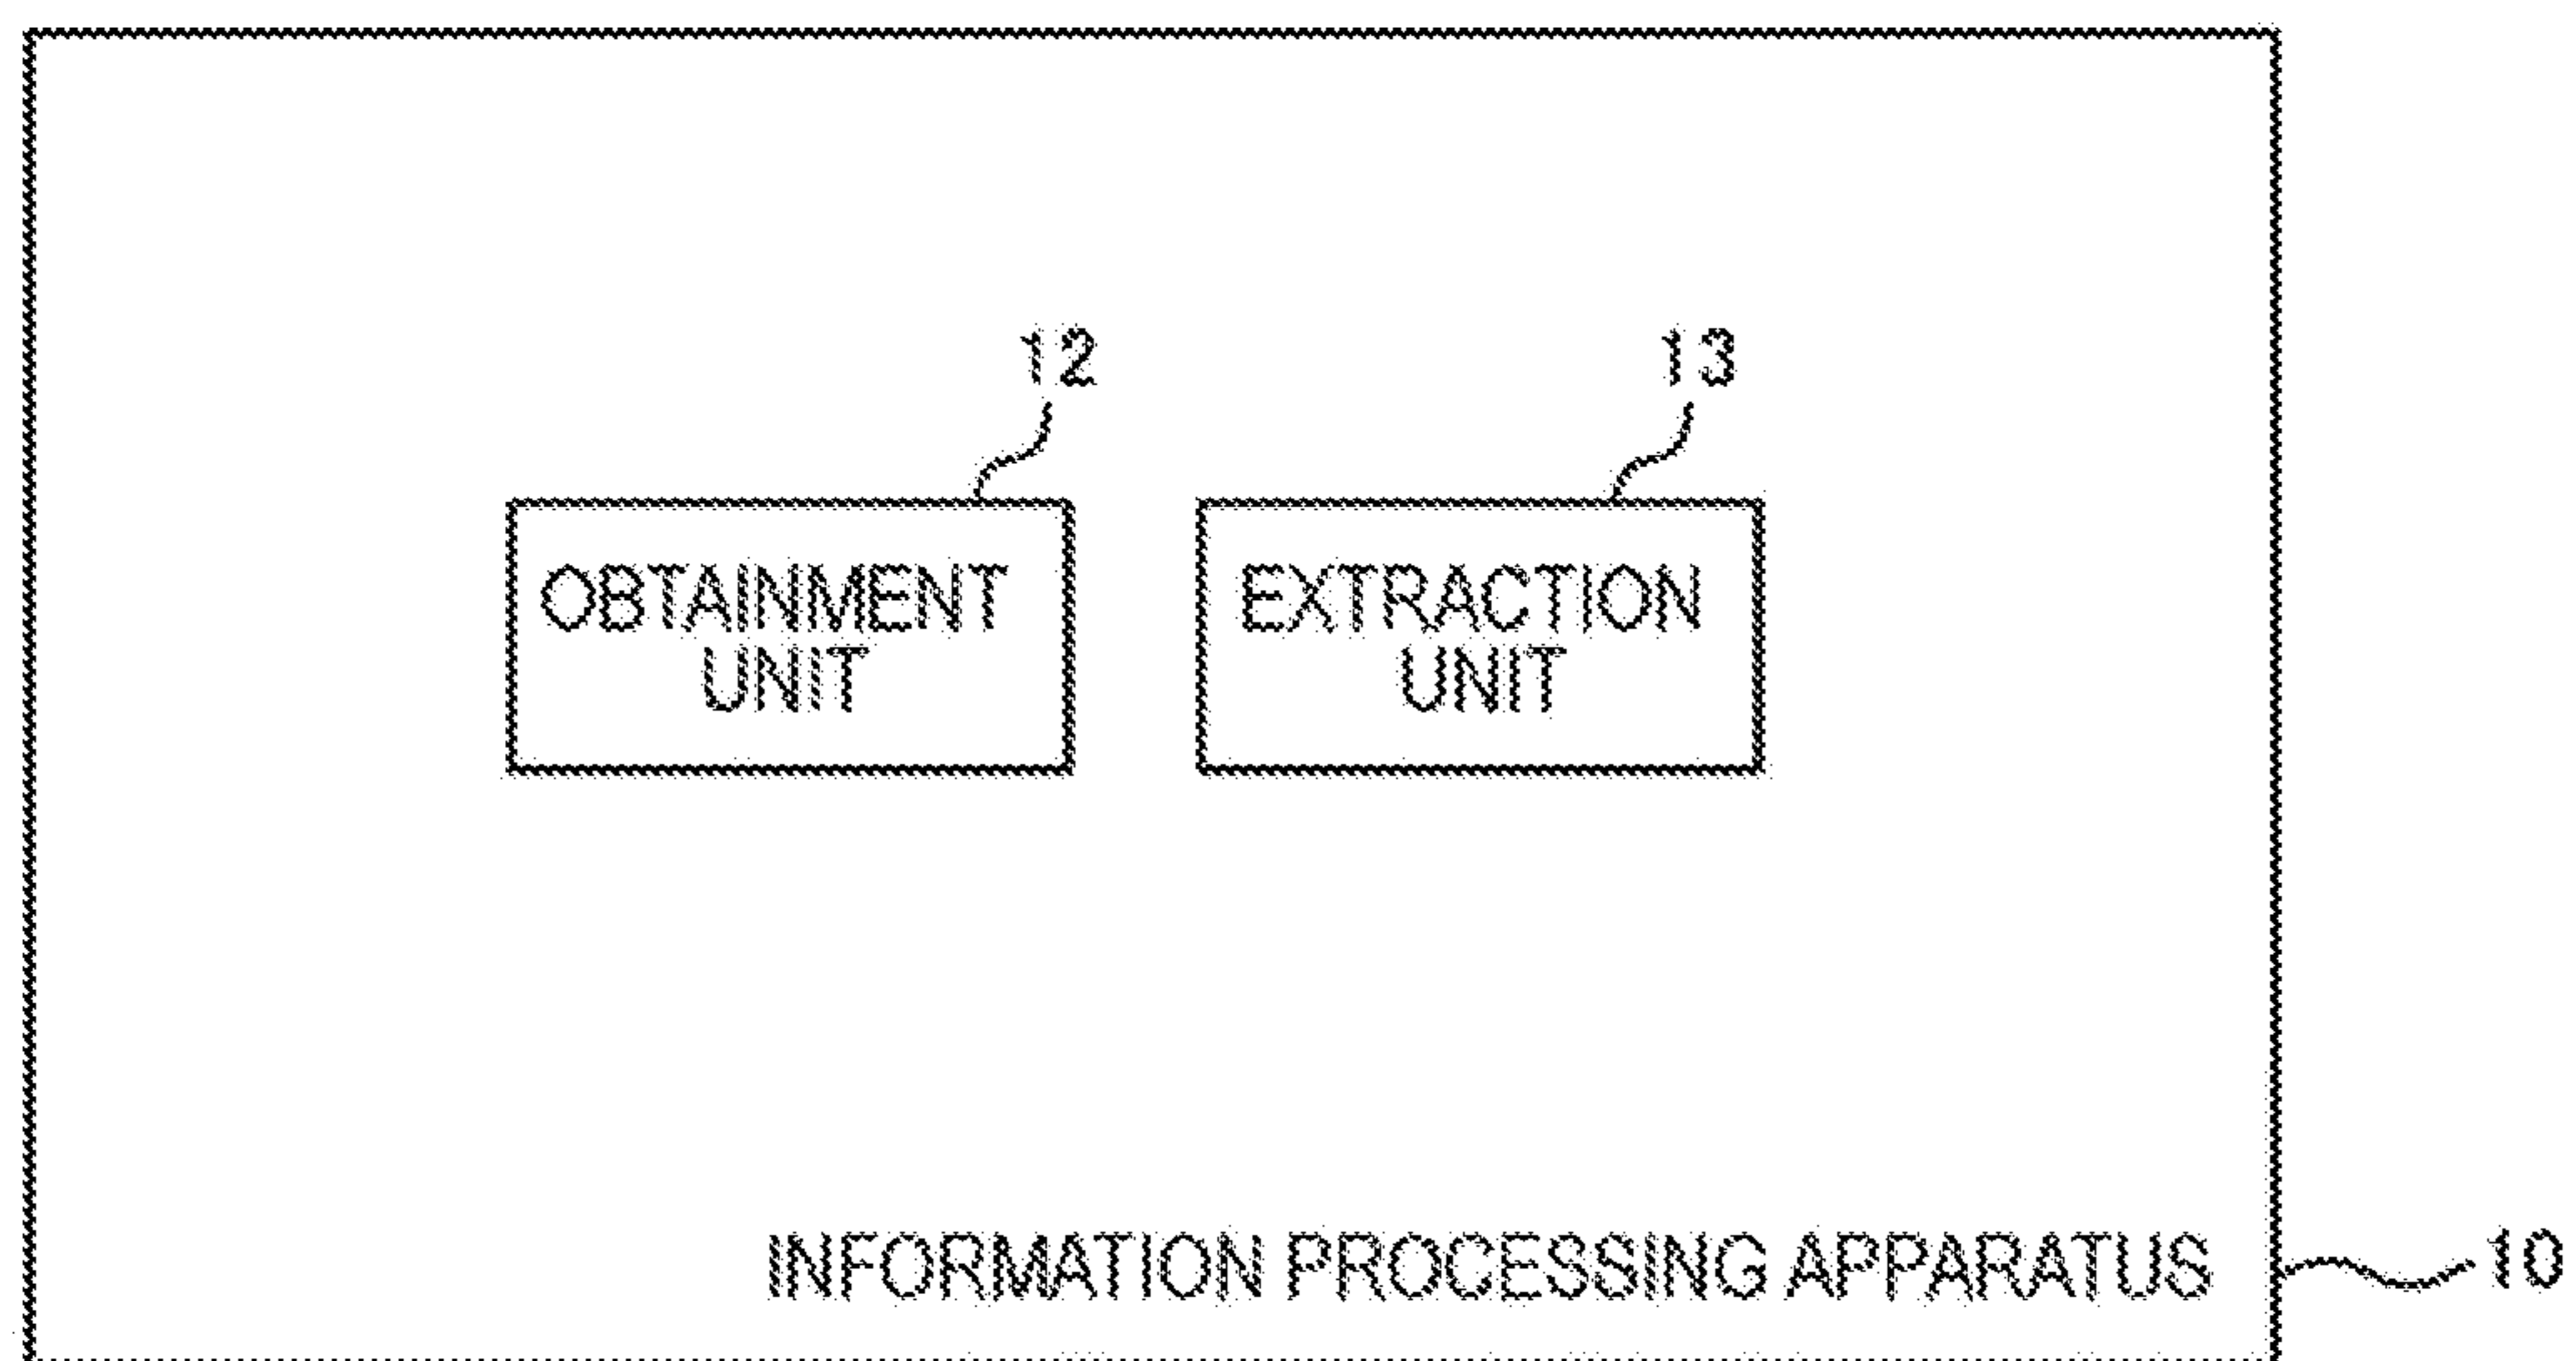 12
13
OBTAINMENT
UNIT
EXTRACTION
UNIT
INFORMATION PROCESSING APPARATUS
10